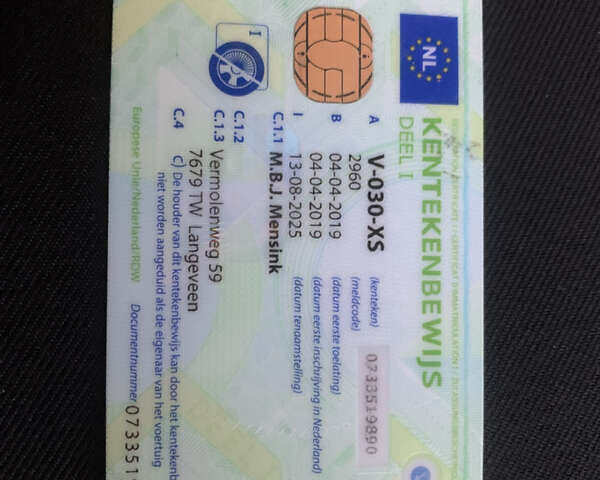 NL
KENTEKENBEWIJS
DEEL I
A V-030-XS (kenteken) 0733519890
2960 (meldcode)
B 04-04-2019 (datum eerste toelating)
04-04-2019 (datum eerste inschrijving in Nederland)
I 13-08-2025 (datum tenaamstelling)
C.1.1 M.B.J. Mensink
C.1.2
C.1.3 Vermolenweg 59
7679 TW Langeveen
C.4 c) De houder van dit kentekenbewijs kan door het kentekenb
niet worden aangeduid als de eigenaar van het voertuig
I
Europese Unie/Nederland/RDW Documentnummer 073351